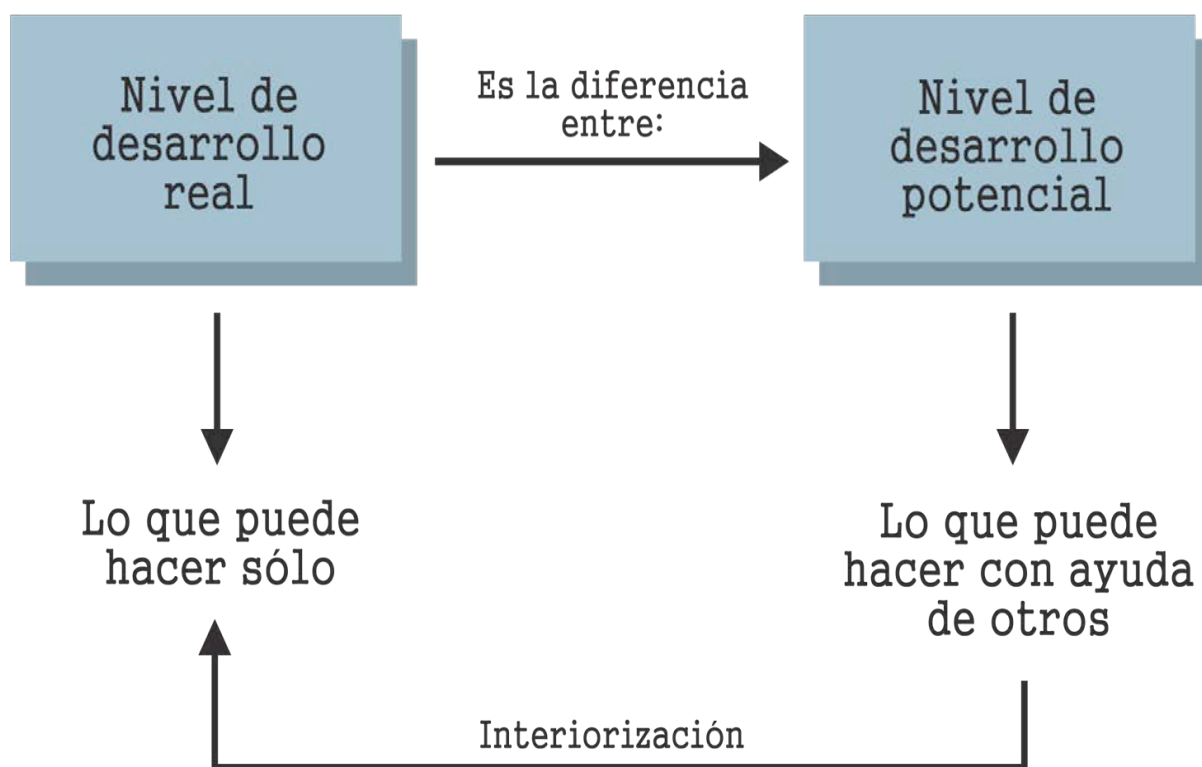 Nivel de
desarrollo
real
Es la diferencia
entre:
Nivel de
desarrollo
potencial
Lo que puede
hacer sólo
Lo que puede
hacer con ayuda
de otros
Interiorización